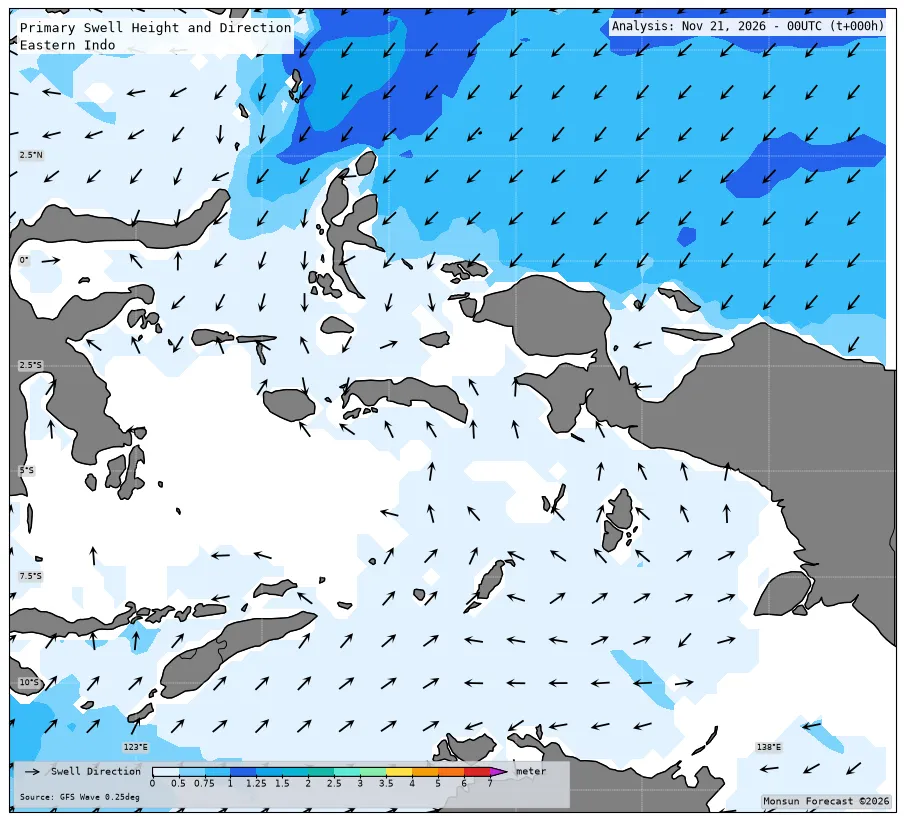 Primary Swell Height and Direction
Eastern Indo
Analysis: Nov 21, 2026 - 00UTC (t+000h)
2.5°N
0°
2.5°S
5°S
7.5°S
10°S
123°E
138°E
Swell Direction
0 0.5 0.75 1 1.25 1.5 2 2.5 3 3.5 4 5 6 7
meter
Source: GFS Wave 0.25deg
Monsun Forecast ©2026